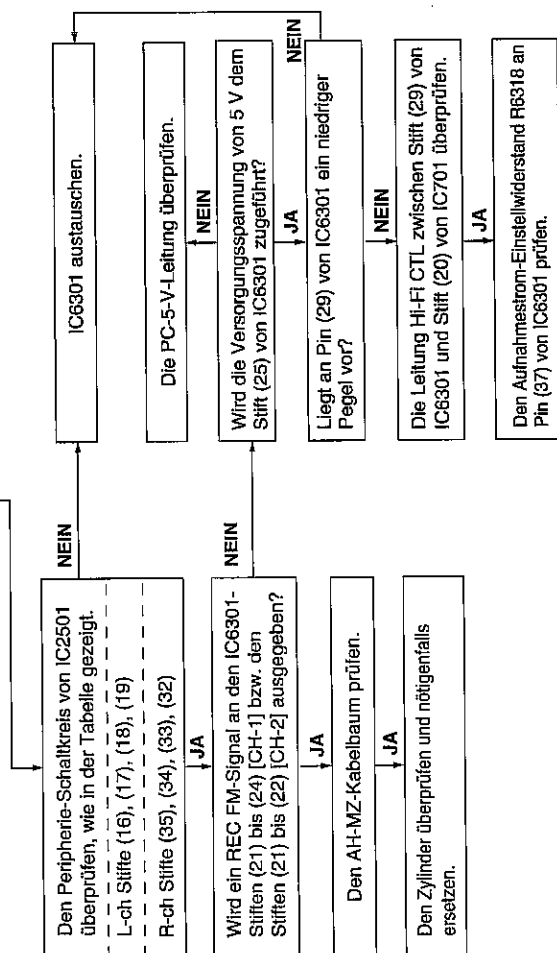 Den Peripherie-Schaltkreis von IC2501
überprüfen, wie in der Tabelle gezeigt.
L-ch Stifte (16), (17), (18), (19)
R-ch Stifte (35), (34), (33), (32)
NEIN
JA
Wird ein REC FM-Signal an den IC6301-
Stiften (21) bis (24) [CH-1] bzw. den
Stiften (21) bis (22) [CH-2] ausgegeben?
NEIN
JA
Den AH-MZ-Kabelbaum prüfen.
JA
Den Zylinder überprüfen und nötigenfalls
ersetzen.
IC6301 austauschen.
Die PC-5-V-Leitung überprüfen.
NEIN
Wird die Versorgungsspannung von 5 V dem
Stift (25) von IC6301 zugeführt?
JA
NEIN
Liegt an Pin (29) von IC6301 ein niedriger
Pegel vor?
NEIN
Die Leitung Hi-Fi CTL zwischen Stift (29) von
IC6301 und Stift (20) von IC701 überprüfen.
JA
Den Aufnahmestrom-Einstellwiderstand R6318 an
Pin (37) von IC6301 prüfen.